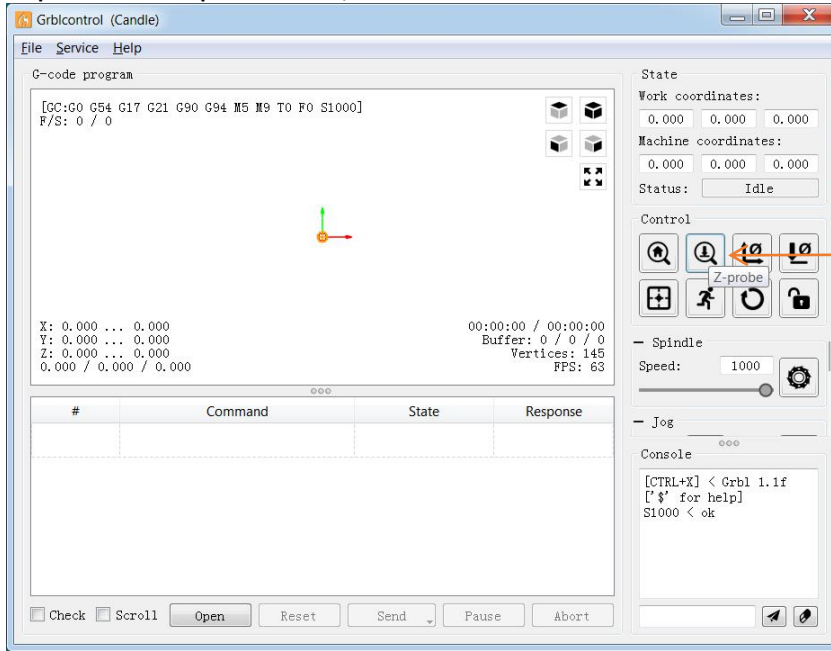 Grblcontrol (Candle)
File Service Help
G-code program
[GC:G0 G54 G17 G21 G90 G94 M5 M9 T0 F0 S1000]
F/S: 0 / 0
X: 0.000 ... 0.000
Y: 0.000 ... 0.000
Z: 0.000 ... 0.000
0.000 / 0.000 / 0.000
00:00:00 / 00:00:00
Buffer: 0 / 0 / 0
Vertices: 145
FPS: 63
# Command State Response
Check Scroll Open Reset Send Pause Abort
State
Work coordinates:
0.000 0.000 0.000
Machine coordinates:
0.000 0.000 0.000
Status: Idle
Control
Z-probe
Spindle
Speed: 1000
Jog
Console
[CTRL+X] < Grbl 1.1f
['$' for help]
S1000 < ok